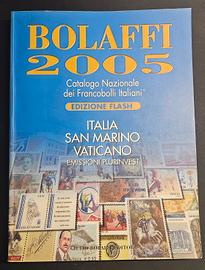 BOLAFFI
2005
Catalogo Nazionale
dei Francobolli Italiani
EDIZIONE FLASH
ITALIA
SAN MARINO
VATICANO
EMISSIONI PLURINVEST